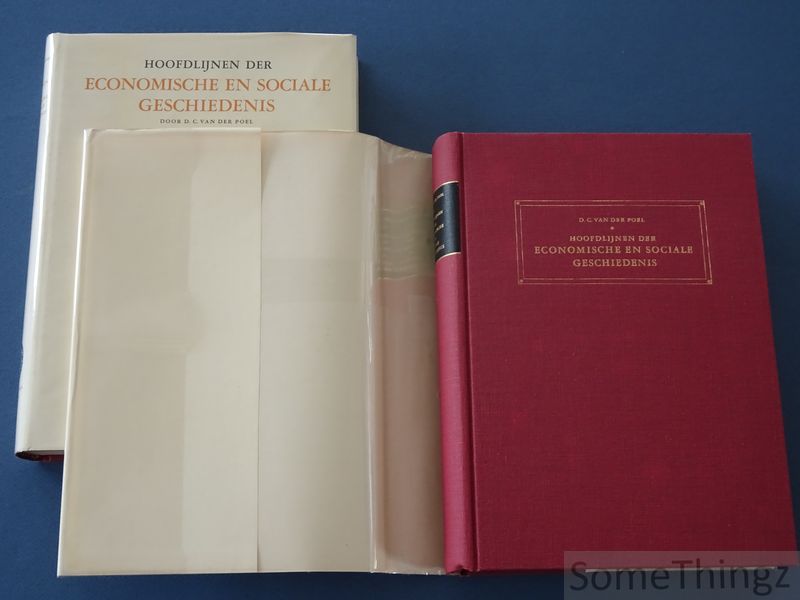 HOOFDLIJNEN DER
ECONOMISCHE EN SOCIALE
GESCHIEDENIS
DOOR D. C. VAN DER POEL
D. C. VAN DER POEL
HOOFDLIJNEN DER
ECONOMISCHE EN SOCIALE
GESCHIEDENIS
SomeThingz